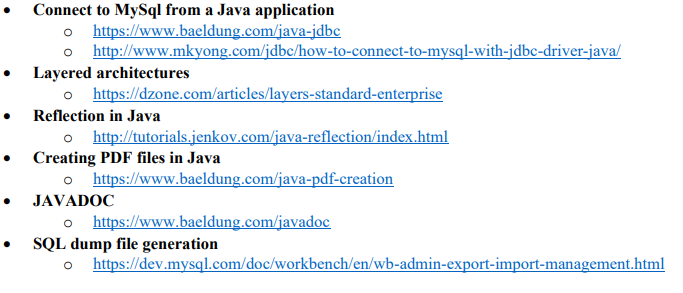 • Connect to MySql from a Java application
o https://www.baeldung.com/java-jdbc
o http://www.mkyong.com/jdbc/how-to-connect-to-mysql-with-jdbc-driver-java/
• Layered architectures
o https://dzone.com/articles/layers-standard-enterprise
• Reflection in Java
o http://tutorials.jenkov.com/java-reflection/index.html
• Creating PDF files in Java
o https://www.baeldung.com/java-pdf-creation
• JAVADOC
o https://www.baeldung.com/javadoc
• SQL dump file generation
o https://dev.mysql.com/doc/workbench/en/wb-admin-export-import-management.html